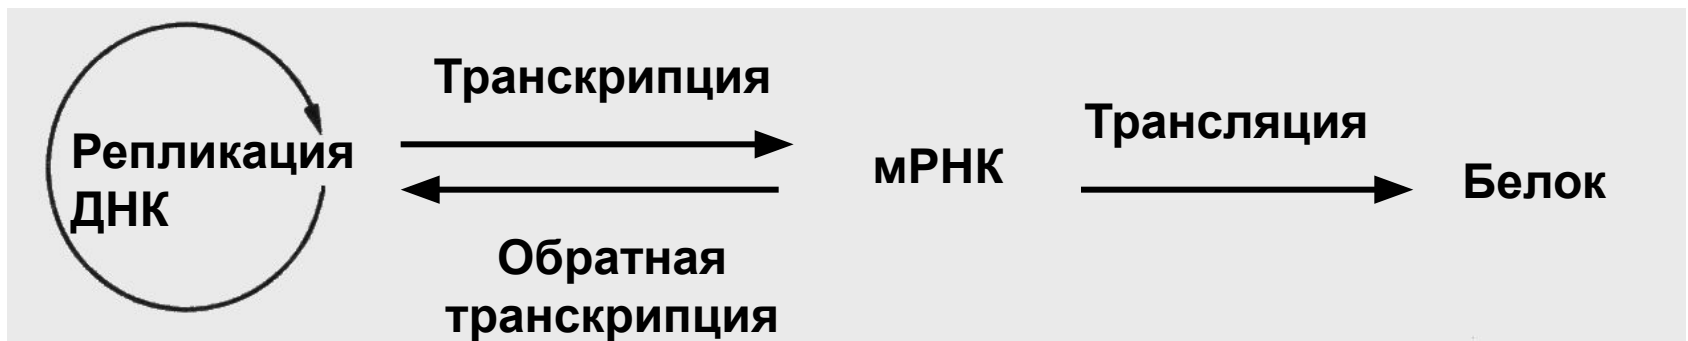 Транскрипция
Трансляция
Репликация
ДНК
мРНК
Белок
Обратная
транскрипция